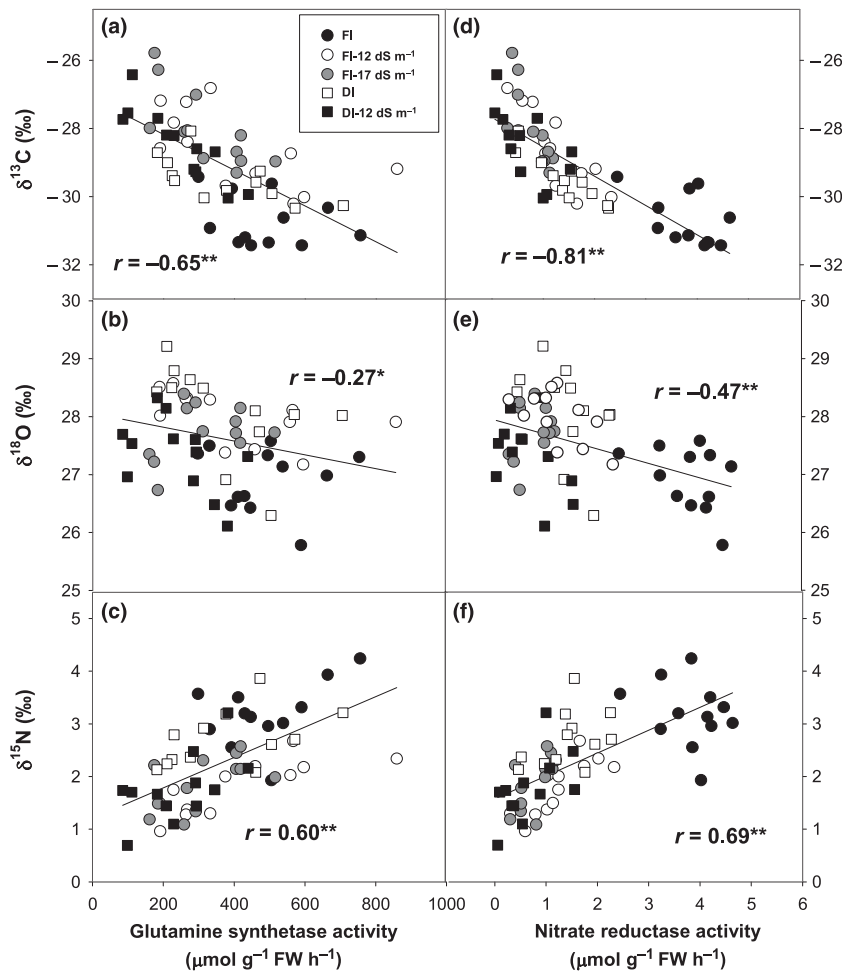 (a)
FI
FI-12 dS m⁻¹
FI-17 dS m⁻¹
DI
DI-12 dS m⁻¹
δ¹³C (‰)
−26
−28
−30
−32
r = −0.65**
(d)
−26
−28
−30
−32
r = −0.81**
(b)
δ¹⁸O (‰)
30
29
28
27
26
25
r = −0.27*
(e)
30
29
28
27
26
25
r = −0.47**
(c)
δ¹⁵N (‰)
5
4
3
2
1
0
r = 0.60**
(f)
5
4
3
2
1
0
r = 0.69**
0 200 400 600 800 1000
Glutamine synthetase activity
(μmol g⁻¹ FW h⁻¹)
0 1 2 3 4 5 6
Nitrate reductase activity
(μmol g⁻¹ FW h⁻¹)